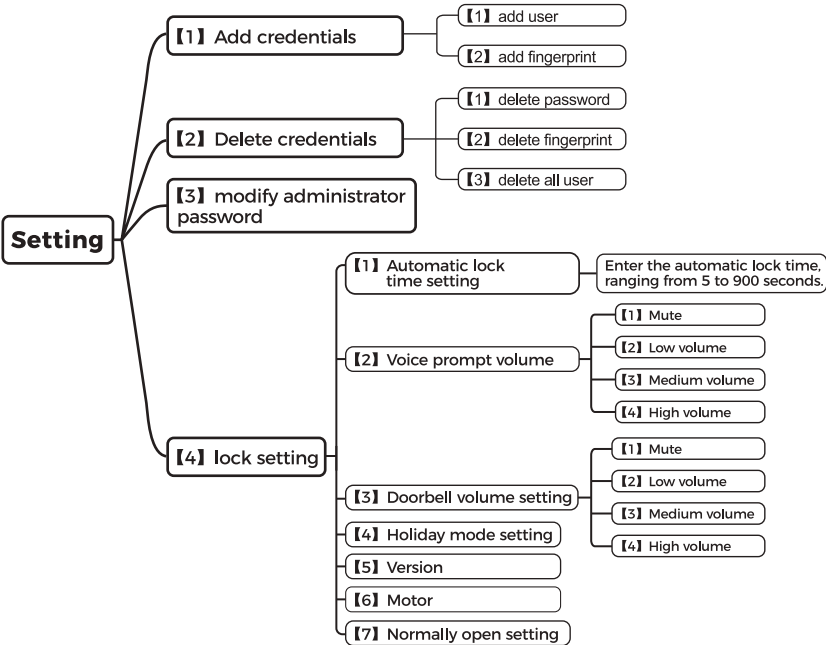 Setting
【1】 Add credentials
【1】 add user
【2】 add fingerprint
【2】 Delete credentials
【1】 delete password
【2】 delete fingerprint
【3】 delete all user
【3】 modify administrator
password
【4】 lock setting
【1】 Automatic lock
time setting
Enter the automatic lock time,
ranging from 5 to 900 seconds.
【2】 Voice prompt volume
【1】 Mute
【2】 Low volume
【3】 Medium volume
【4】 High volume
【3】 Doorbell volume setting
【1】 Mute
【2】 Low volume
【3】 Medium volume
【4】 High volume
【4】 Holiday mode setting
【5】 Version
【6】 Motor
【7】 Normally open setting